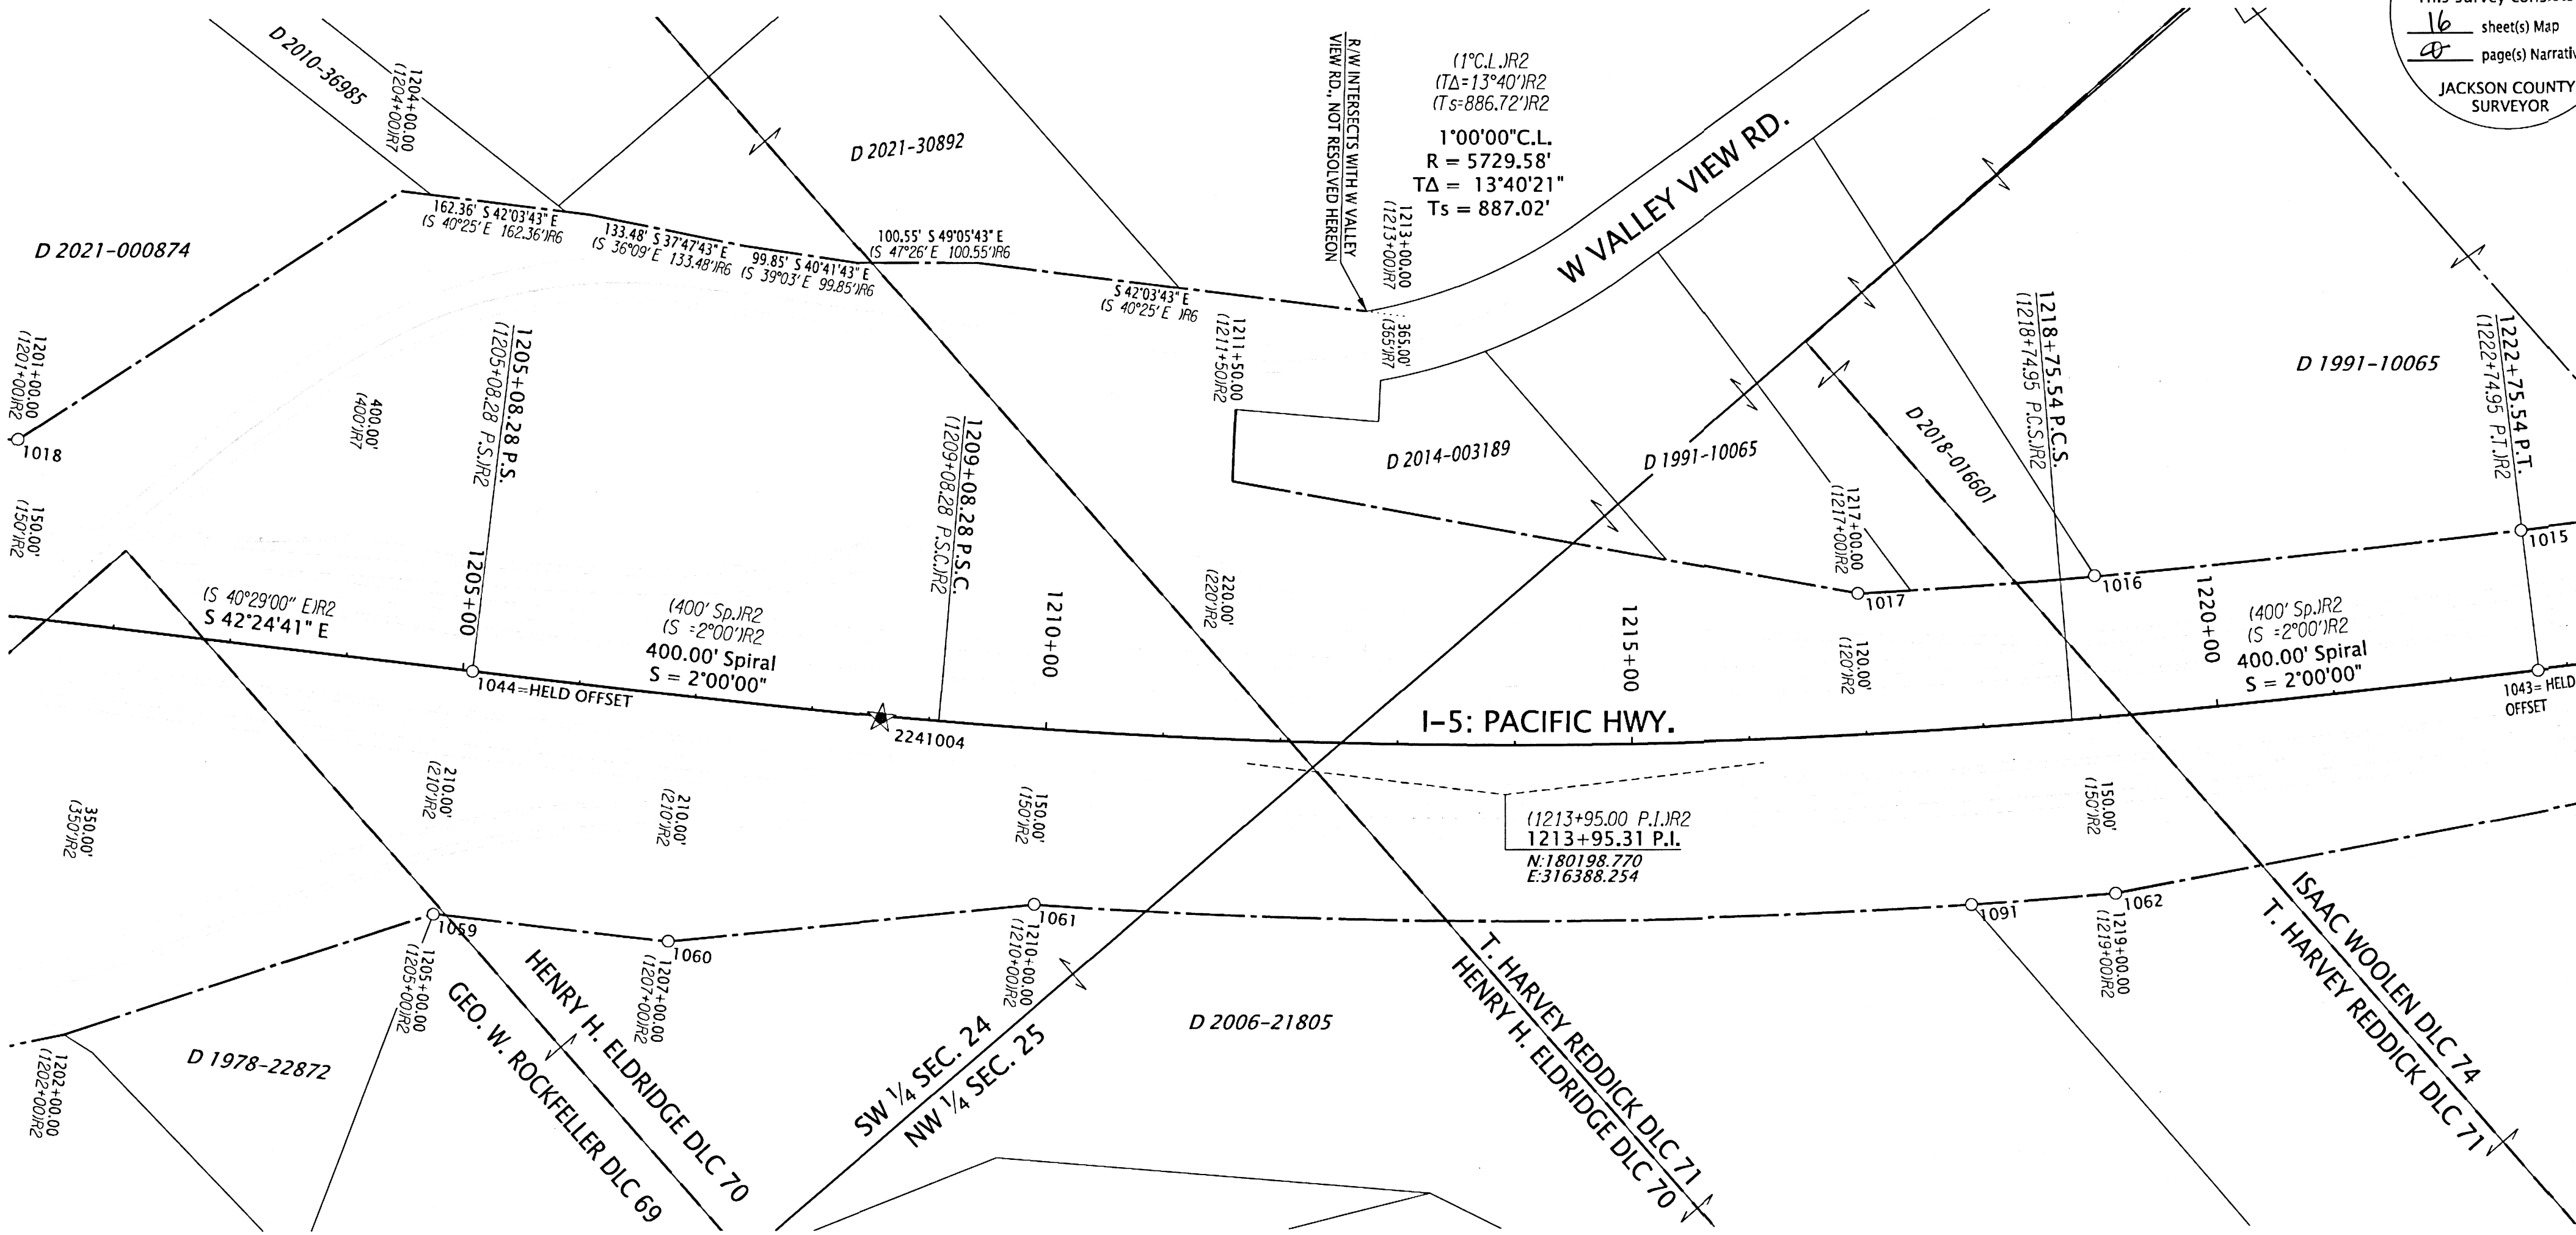 This survey consists
16 sheet(s) Map
0 page(s) Narrativ
JACKSON COUNTY
SURVEYOR
D 2010-36985
1204+00.00
(1204+00)R7
D 2021-30892
R/W INTERSECTS WITH W VALLEY
VIEW RD., NOT RESOLVED HEREON
(1°C.L.)R2
(TΔ=13°40')R2
(Ts=886.72')R2
1°00'00"C.L.
R = 5729.58'
TΔ = 13°40'21"
Ts = 887.02'
W VALLEY VIEW RD.
D 2021-000874
162.36' S 42°03'43" E
(S 40°25' E 162.36')R6
133.48' S 37°47'43" E
(S 36°09' E 133.48')R6
99.85' S 40°41'43" E
(S 39°03' E 99.85')R6
100.55' S 49°05'43" E
(S 47°26' E 100.55')R6
S 42°03'43" E
(S 40°25' E )R6
1213+00.00
(1213+00)R7
365.00'
(365')R7
1211+50.00
(1211+50)R2
1201+00.00
(1201+00)R2
1018
150.00'
(150')R2
400.00'
(400')R7
1205+08.28 P.S.
(1205+08.28 P.S.)R2
1205+00
1209+08.28 P.S.C.
(1209+08.28 P.S.C.)R2
1210+00
220.00'
(220')R2
D 2014-003189
D 1991-10065
D 2018-016601
1218+75.54 P.C.S.
(1218+74.95 P.C.S.)R2
D 1991-10065
1222+75.54 P.T.
(1222+74.95 P.T.)R2
1015
1217+00.00
(1217+00)R2
1017
1016
120.00'
(120')R2
1215+00
1220+00
(400' Sp.)R2
(S =2°00')R2
400.00' Spiral
S = 2°00'00"
1043= HELD
OFFSET
(S 40°29'00" E)R2
S 42°24'41" E
1044=HELD OFFSET
(400' Sp.)R2
(S =2°00')R2
400.00' Spiral
S = 2°00'00"
2241004
I-5: PACIFIC HWY.
(1213+95.00 P.I.)R2
1213+95.31 P.I.
N:180198.770
E:316388.254
350.00'
(350')R2
210.00'
(210')R2
210.00'
(210')R2
150.00'
(150')R2
150.00'
(150')R2
1059
1060
1061
1091
1062
1205+00.00
(1205+00)R2
1207+00.00
(1207+00)R2
1210+00.00
(1210+00)R2
1219+00.00
(1219+00)R2
1202+00.00
(1202+00)R2
D 1978-22872
HENRY H. ELDRIDGE DLC 70
GEO. W. ROCKFELLER DLC 69
SW 1/4 SEC. 24
NW 1/4 SEC. 25
D 2006-21805
T. HARVEY REDDICK DLC 71
HENRY H. ELDRIDGE DLC 70
ISAAC WOOLEN DLC 74
T. HARVEY REDDICK DLC 71